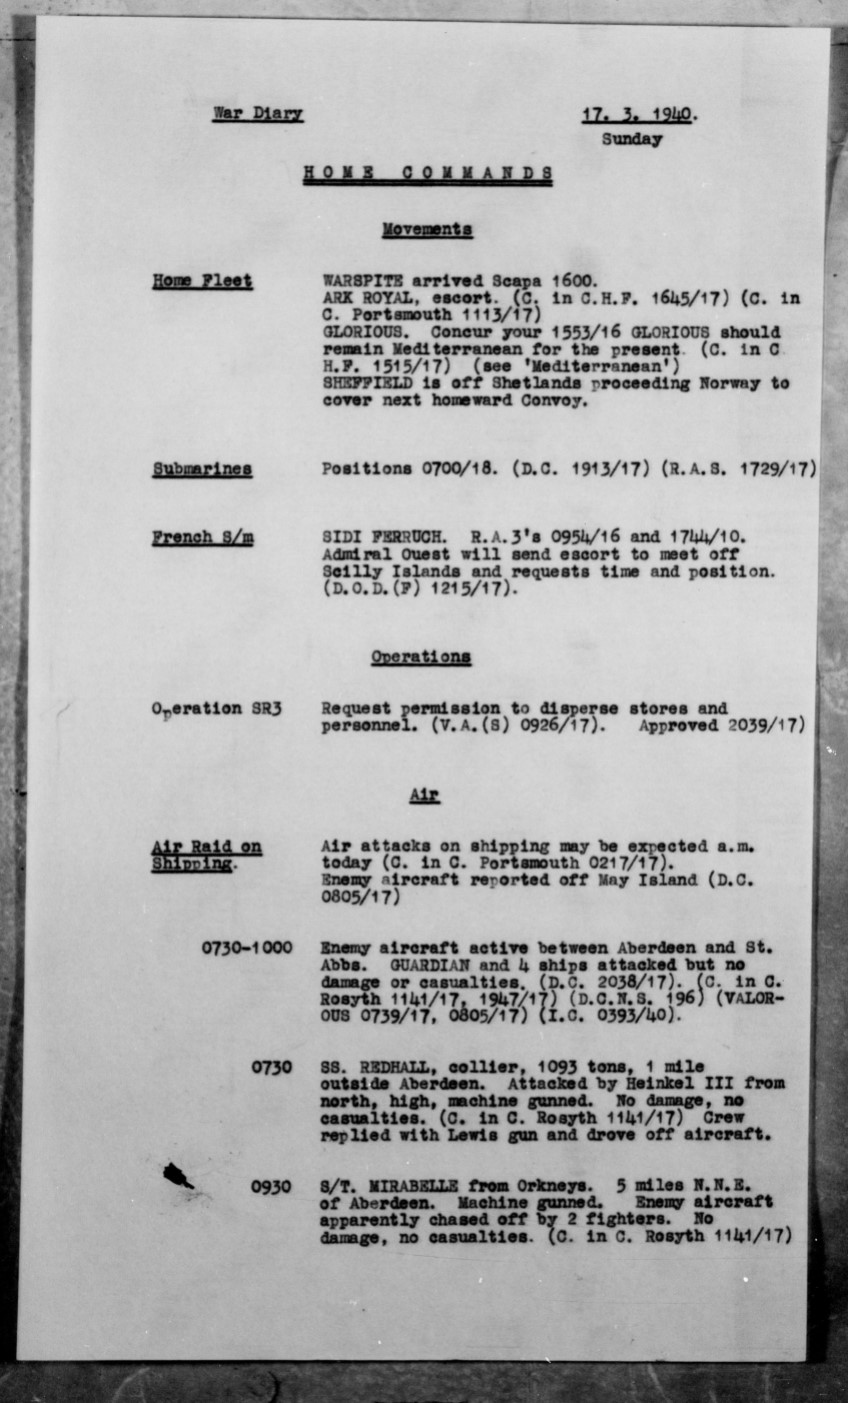 War Diary 17. 3. 1940.
Sunday
HOME COMMANDS
Movements
Home Fleet WARSPITE arrived Scapa 1600.
ARK ROYAL, escort. (C. in C.H.F. 1645/17) (C. in
C. Portsmouth 1113/17)
GLORIOUS. Concur your 1553/16 GLORIOUS should
remain Mediterranean for the present. (C. in C
H.F. 1515/17) (see 'Mediterranean')
SHEFFIELD is off Shetlands proceeding Norway to
cover next homeward Convoy.
Submarines Positions 0700/18. (D.C. 1913/17) (R.A.S. 1729/17)
French S/m SIDI FERRUCH. R.A.3's 0954/16 and 1744/10.
Admiral Ouest will send escort to meet off
Scilly Islands and requests time and position.
(D.O.D.(F) 1215/17).
Operations
Operation SR3 Request permission to disperse stores and
personnel. (V.A.(S) 0926/17). Approved 2039/17)
Air
Air Raid on Air attacks on shipping may be expected a.m.
Shipping. today (C. in C. Portsmouth 0217/17).
Enemy aircraft reported off May Island (D.C.
0805/17)
0730-1000 Enemy aircraft active between Aberdeen and St.
Abbs. GUARDIAN and 4 ships attacked but no
damage or casualties. (D.C. 2038/17). (C. in C.
Rosyth 1141/17, 1947/17) (D.C.N.S. 196) (VALOR-
OUS 0739/17, 0805/17) (I.C. 0393/40).
0730 SS. REDHALL, collier, 1093 tons, 1 mile
outside Aberdeen. Attacked by Heinkel III from
north, high, machine gunned. No damage, no
casualties. (C. in C. Rosyth 1141/17) Crew
replied with Lewis gun and drove off aircraft.
0930 S/T. MIRABELLE from Orkneys. 5 miles N.N.E.
of Aberdeen. Machine gunned. Enemy aircraft
apparently chased off by 2 fighters. No
damage, no casualties. (C. in C. Rosyth 1141/17)